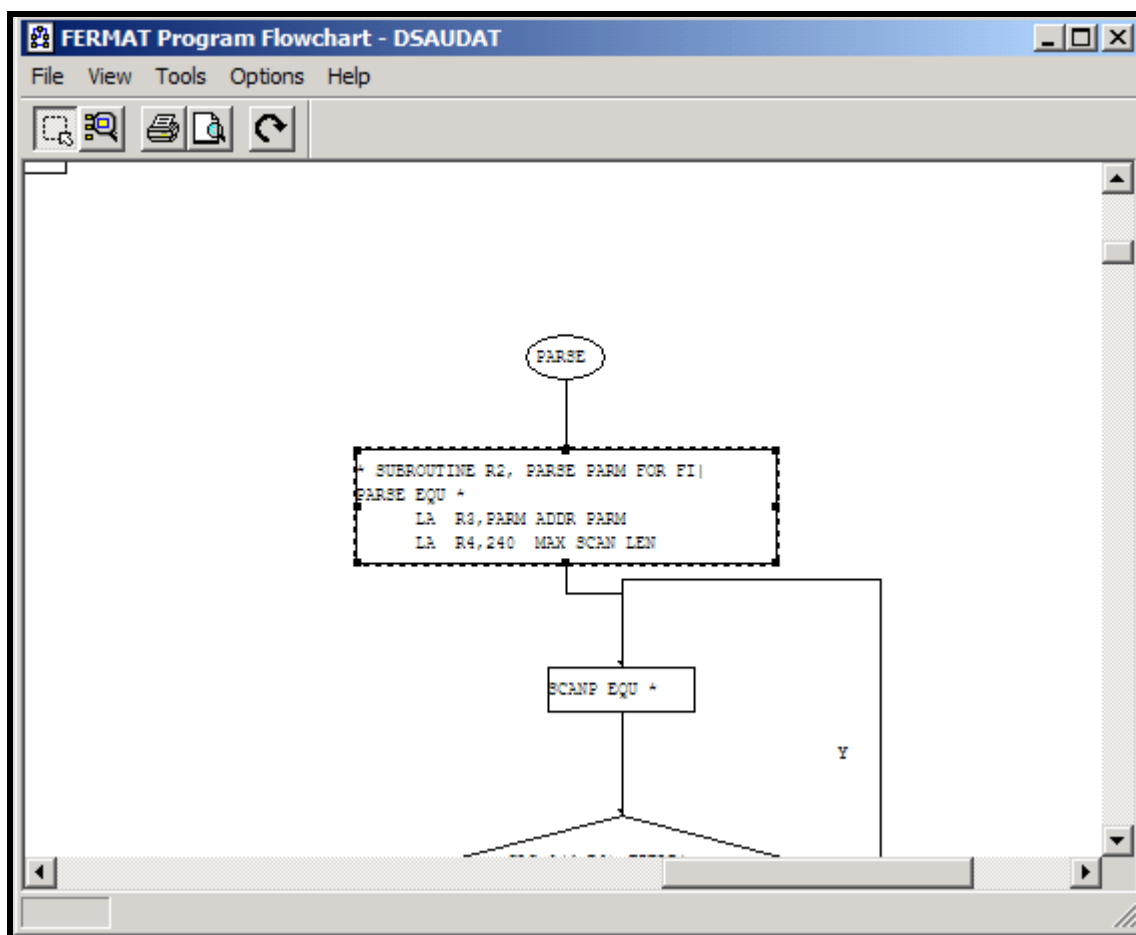 FERMAT Program Flowchart - DSAUDAT
File View Tools Options Help
PARSE
* SUBROUTINE R2, PARSE PARM FOR FI|
PARSE EQU *
LA R3,PARM ADDR PARM
LA R4,240 MAX SCAN LEN
SCANP EQU *
Y